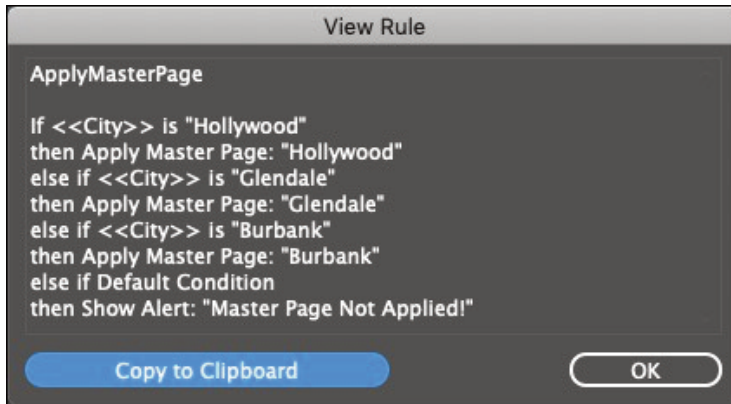 View Rule
ApplyMasterPage
If <<City>> is "Hollywood"
then Apply Master Page: "Hollywood"
else if <<City>> is "Glendale"
then Apply Master Page: "Glendale"
else if <<City>> is "Burbank"
then Apply Master Page: "Burbank"
else if Default Condition
then Show Alert: "Master Page Not Applied!"
Copy to Clipboard
OK